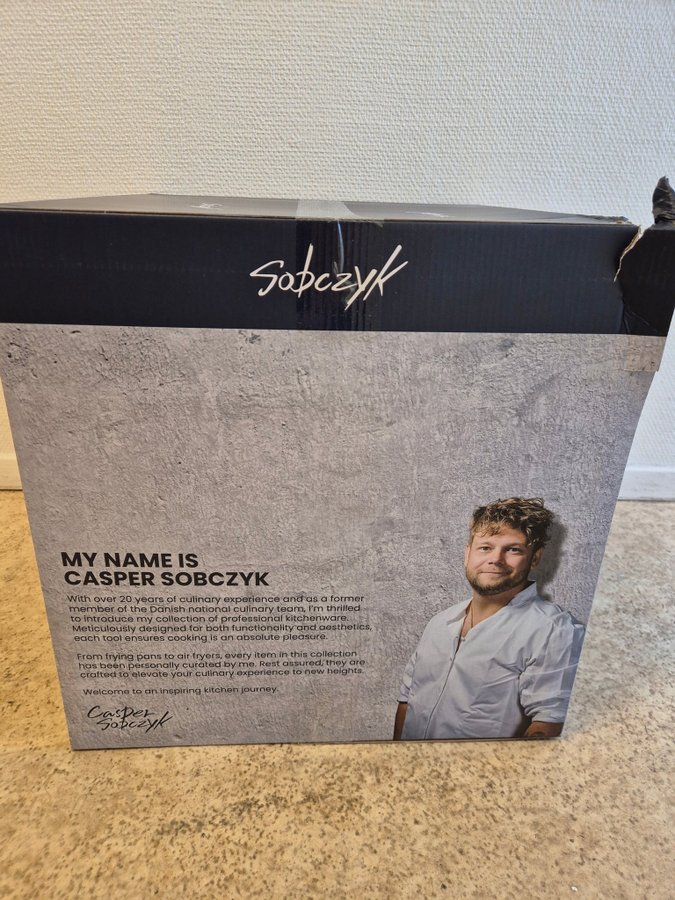 Sobczyk
MY NAME IS
CASPER SOBCZYK
With over 20 years of culinary experience and as a former
member of the Danish national culinary team, I'm thrilled
to introduce my collection of professional kitchenware.
Meticulously designed for both functionality and aesthetics,
each tool ensures cooking is an absolute pleasure.
From frying pans to air fryers, every item in this collection
has been personally curated by me. Rest assured, they are
crafted to elevate your culinary experience to new heights.
Welcome to an inspiring kitchen journey.
Casper
Sobczyk